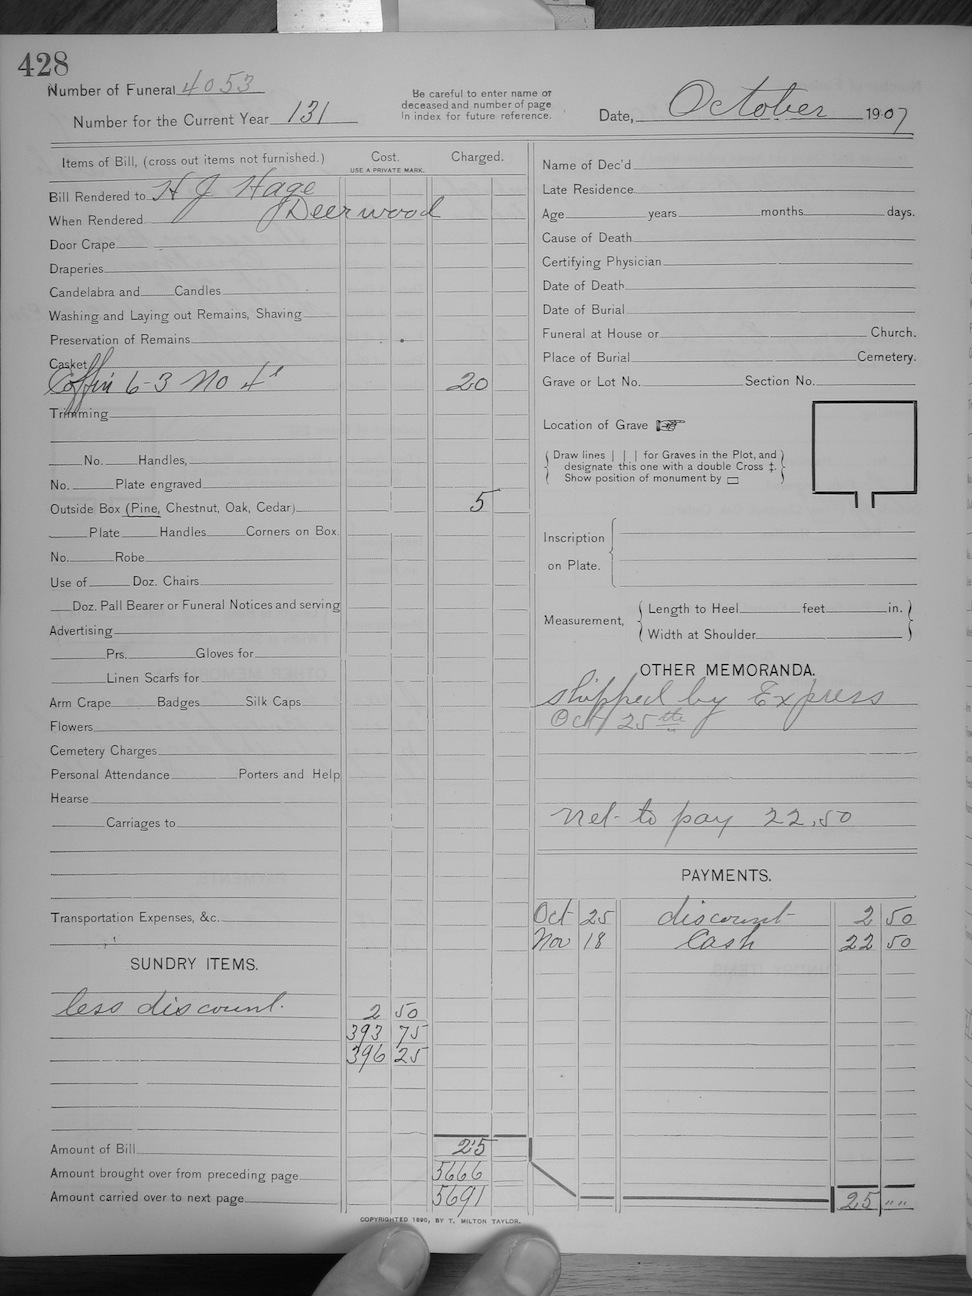 428
Number of Funeral 4053
Number for the Current Year 131
Be careful to enter name or
deceased and number of page
in index for future reference.
Date, October 1907
Items of Bill, (cross out items not furnished.) Cost. Charged.
USE A PRIVATE MARK.
Bill Rendered to H J Hage
When Rendered Deerwood
Door Crape
Draperies
Candelabra and Candles
Washing and Laying out Remains, Shaving
Preservation of Remains
Casket
Coffin 6-3 No 4 20
Trimming
No. Handles,
No. Plate engraved
Outside Box (Pine, Chestnut, Oak, Cedar) 5
Plate Handles Corners on Box.
No. Robe
Use of Doz. Chairs
Doz. Pall Bearer or Funeral Notices and serving
Advertising
Prs. Gloves for
Linen Scarfs for
Arm Crape Badges Silk Caps
Flowers
Cemetery Charges
Personal Attendance Porters and Help
Hearse
Carriages to
Transportation Expenses, &c.
SUNDRY ITEMS.
less discount. 2 50
393 75
396 25
Amount of Bill 25
Amount brought over from preceding page 5666
Amount carried over to next page 5691
Name of Dec'd
Late Residence
Age years months days.
Cause of Death
Certifying Physician
Date of Death
Date of Burial
Funeral at House or Church.
Place of Burial Cemetery.
Grave or Lot No. Section No.
Location of Grave
Draw lines | | | for Graves in the Plot, and
designate this one with a double Cross ‡.
Show position of monument by
Inscription
on Plate.
Measurement, Length to Heel feet in.
Width at Shoulder
OTHER MEMORANDA.
shipped by Express
Oct 25th
net to pay 22.50
PAYMENTS.
Oct 25 discount 2 50
Nov 18 Cash 22 50
25 " "
COPYRIGHTED 1890, BY T. MILTON TAYLOR.